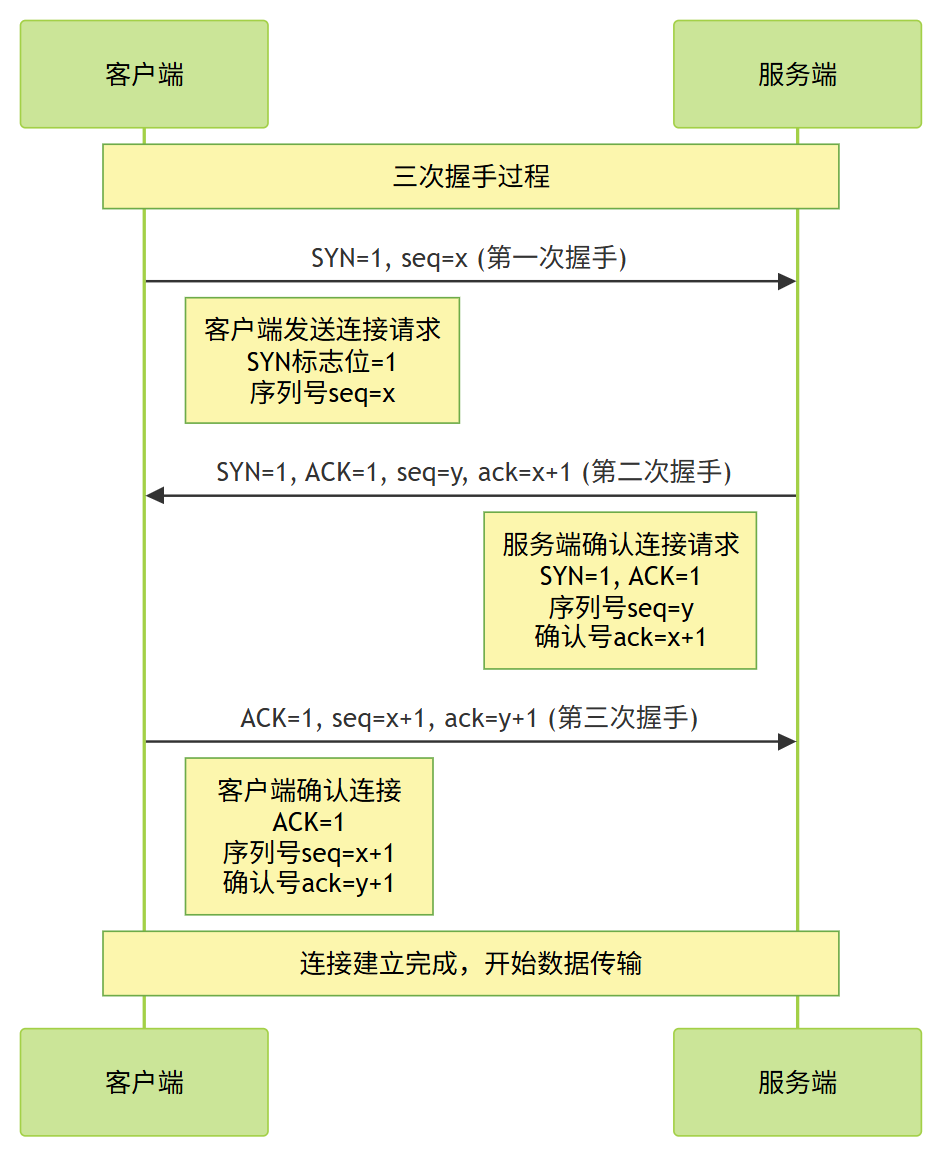 客户端
服务端
三次握手过程
SYN=1, seq=x (第一次握手)
客户端发送连接请求
SYN标志位=1
序列号seq=x
SYN=1, ACK=1, seq=y, ack=x+1 (第二次握手)
服务端确认连接请求
SYN=1, ACK=1
序列号seq=y
确认号ack=x+1
ACK=1, seq=x+1, ack=y+1 (第三次握手)
客户端确认连接
ACK=1
序列号seq=x+1
确认号ack=y+1
连接建立完成，开始数据传输
客户端
服务端